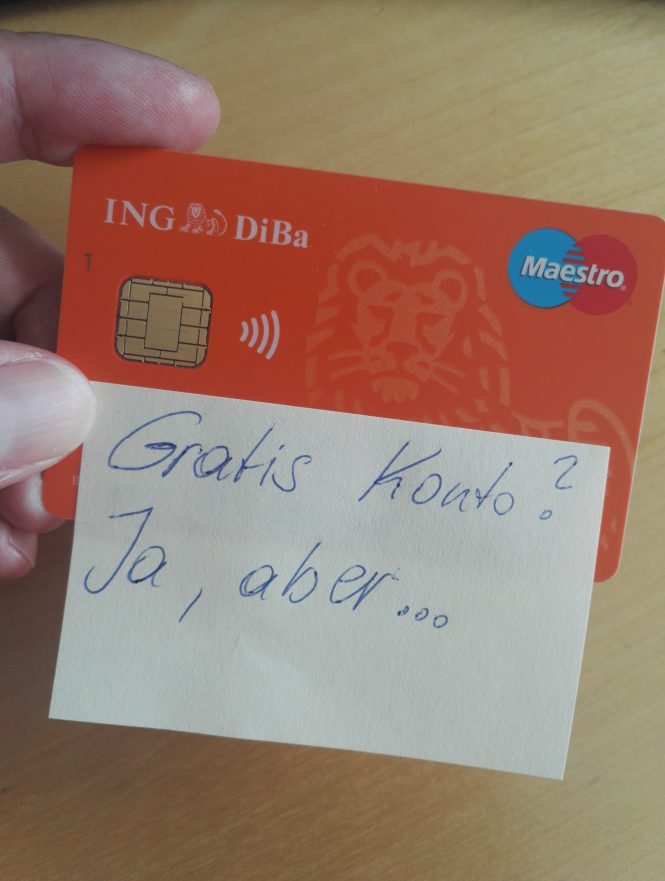 ING DiBa
Maestro
1
Gratis Konto?
Ja, aber...